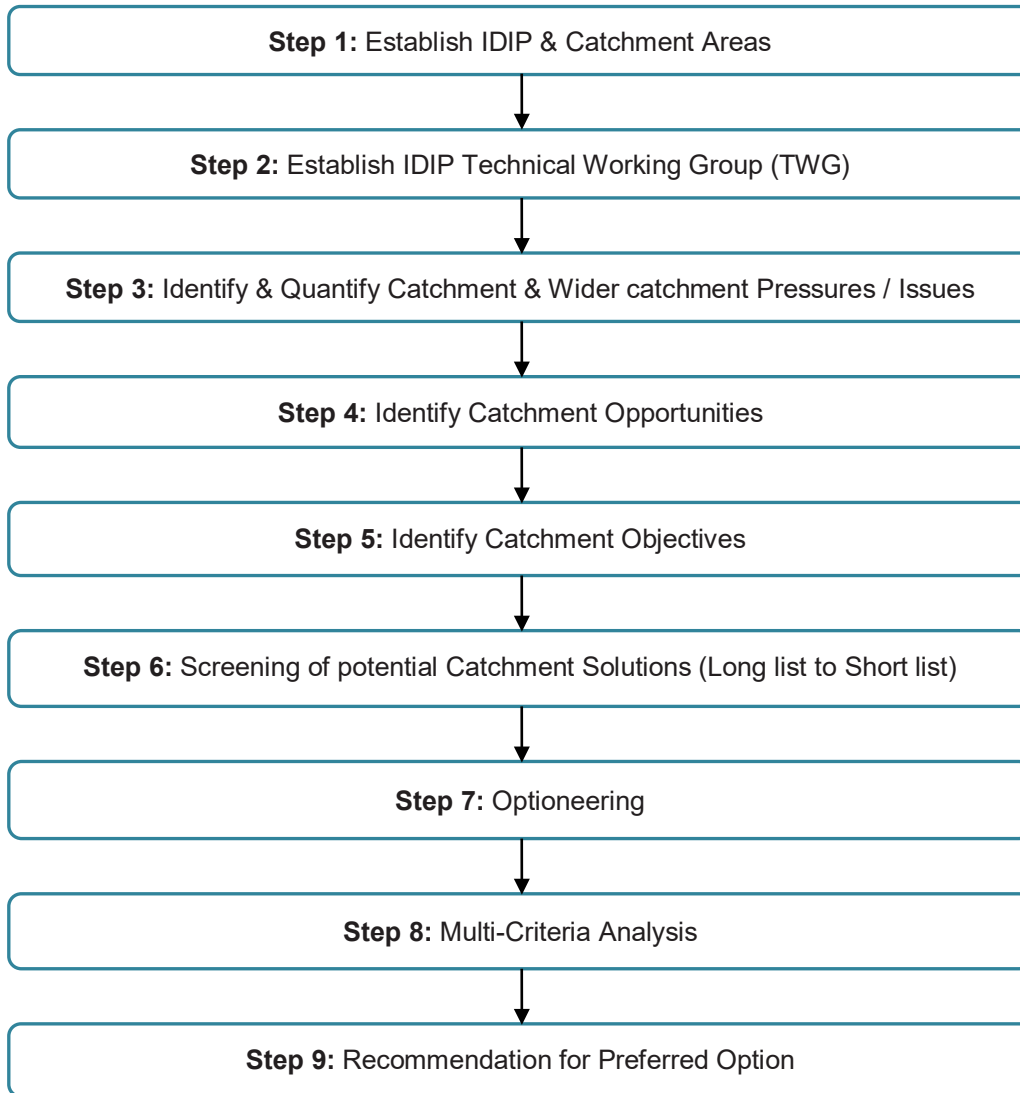 Step 1: Establish IDIP & Catchment Areas
Step 2: Establish IDIP Technical Working Group (TWG)
Step 3: Identify & Quantify Catchment & Wider catchment Pressures / Issues
Step 4: Identify Catchment Opportunities
Step 5: Identify Catchment Objectives
Step 6: Screening of potential Catchment Solutions (Long list to Short list)
Step 7: Optioneering
Step 8: Multi-Criteria Analysis
Step 9: Recommendation for Preferred Option